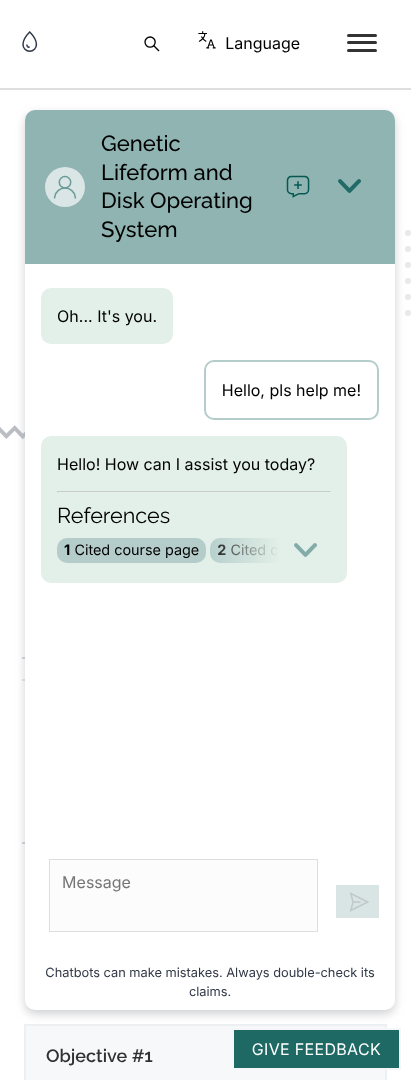 文A Language
Genetic
Lifeform and
Disk Operating
System
Oh... It's you.
Hello, pls help me!
Hello! How can I assist you today?
References
1 Cited course page 2 Cited c
Message
Chatbots can make mistakes. Always double-check its
claims.
Objective #1
GIVE FEEDBACK